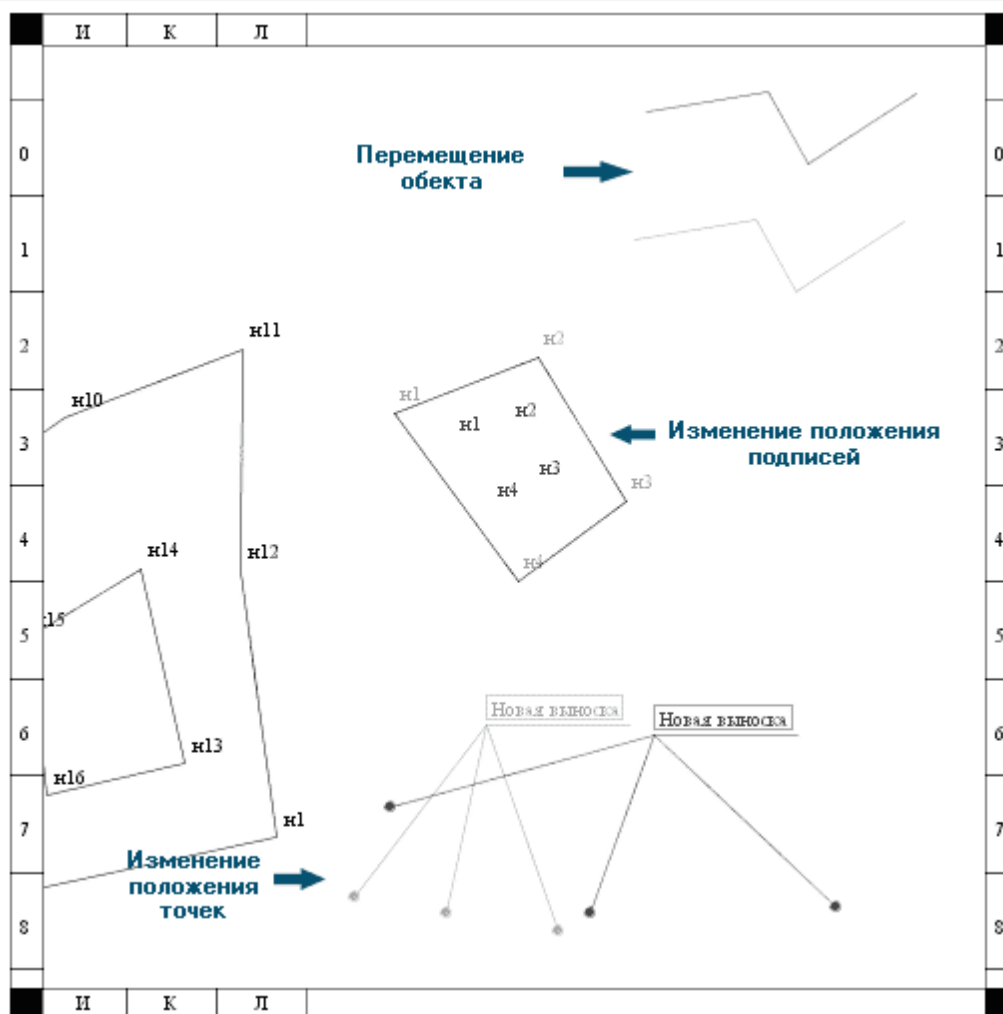 И К Л
0 0
Перемещение
обекта
1 1
н11
2 н2 2
н1
н10
н2
н1
3 Изменение положения 3
подписей
н3
н3
н4
4 4
н14
н12
н4
:15
5 5
Новая выноска
Новая выноска
6 6
н13
н16
н1
7 7
Изменение
положения
точек
8 8
И К Л